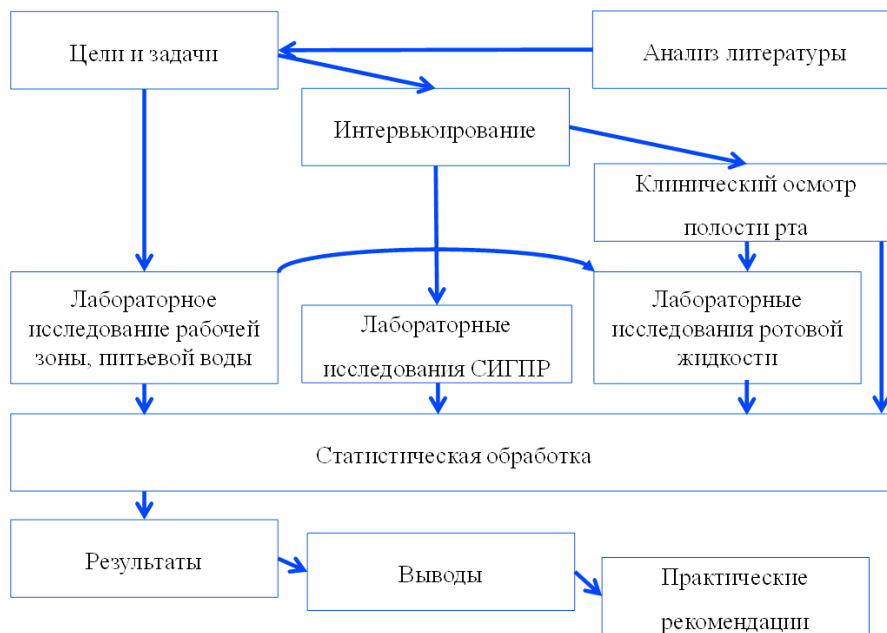 Цели и задачи
Анализ литературы
Интервьюирование
Клинический осмотр
полости рта
Лабораторное
исследование рабочей
зоны, питьевой воды
Лабораторные
исследования СИГПР
Лабораторные
исследования ротовой
жидкости
Статистическая обработка
Результаты
Выводы
Практические
рекомендации